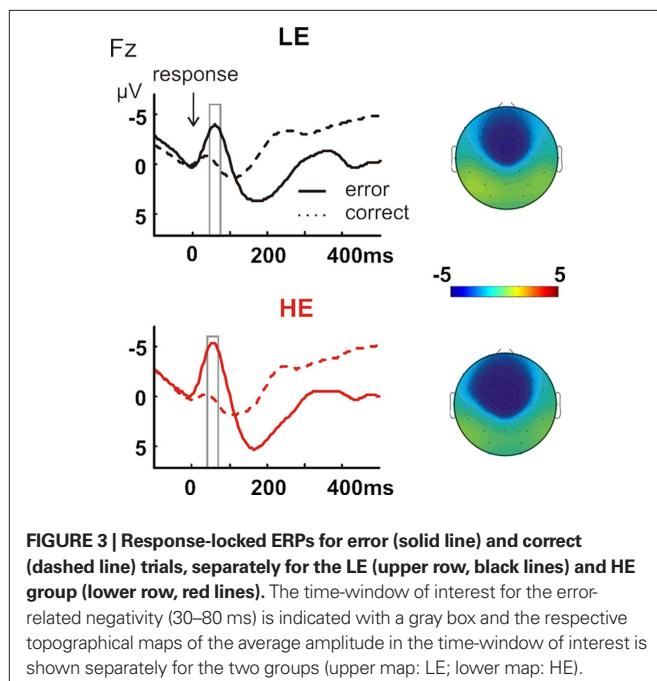 LE
Fz
response
μV
-5
0
5
error
correct
0 200 400ms
-5 5
HE
-5
0
5
0 200 400ms
FIGURE 3 | Response-locked ERPs for error (solid line) and correct
(dashed line) trials, separately for the LE (upper row, black lines) and HE
group (lower row, red lines). The time-window of interest for the error-
related negativity (30–80 ms) is indicated with a gray box and the respective
topographical maps of the average amplitude in the time-window of interest is
shown separately for the two groups (upper map: LE; lower map: HE).